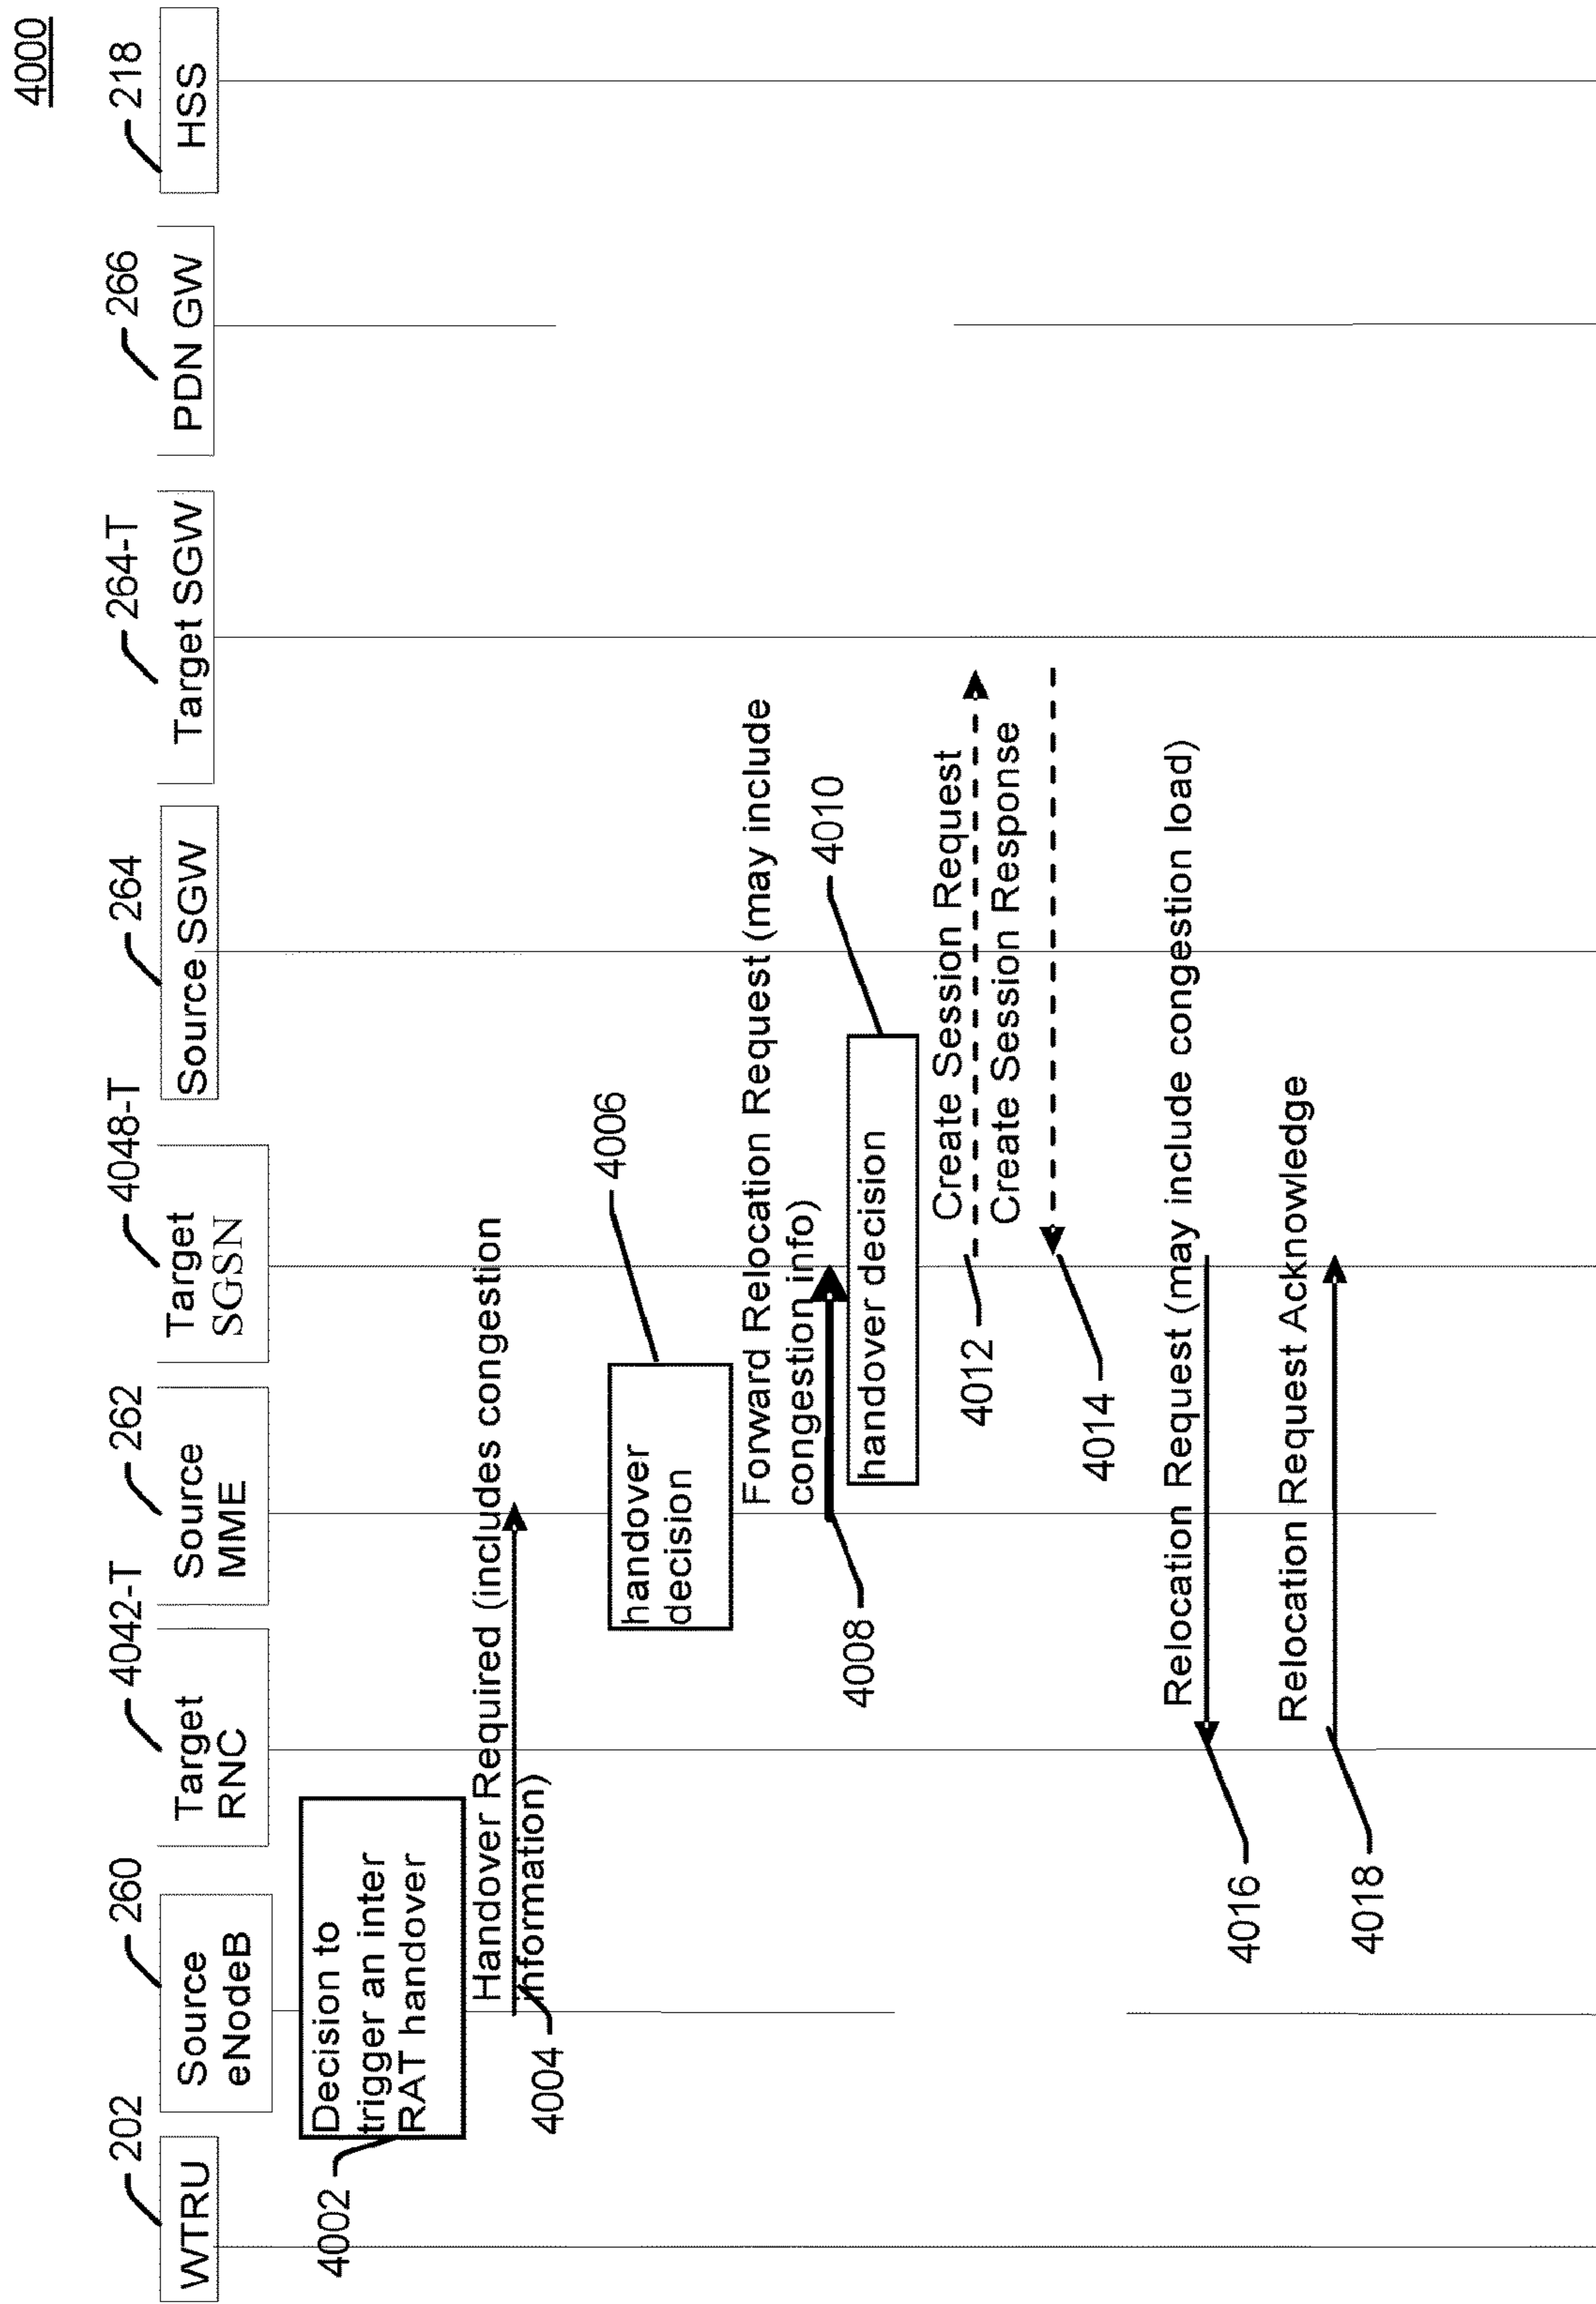 4000
202
260
4042-T
262
4048-T
264
264-T
266
218
WTRU
Source
eNodeB
Target
RNC
Source
MME
Target
SGSN
Source SGW
Target SGW
PDN GW
HSS
4002
Decision to
trigger an inter
RAT handover
Handover Required (includes congestion
information)
4004
handover
decision
4006
Forward Relocation Request (may include
congestion info)
4008
4010
handover decision
Create Session Request
4012
Create Session Response
4014
Relocation Request (may include congestion load)
4016
Relocation Request Acknowledge
4018